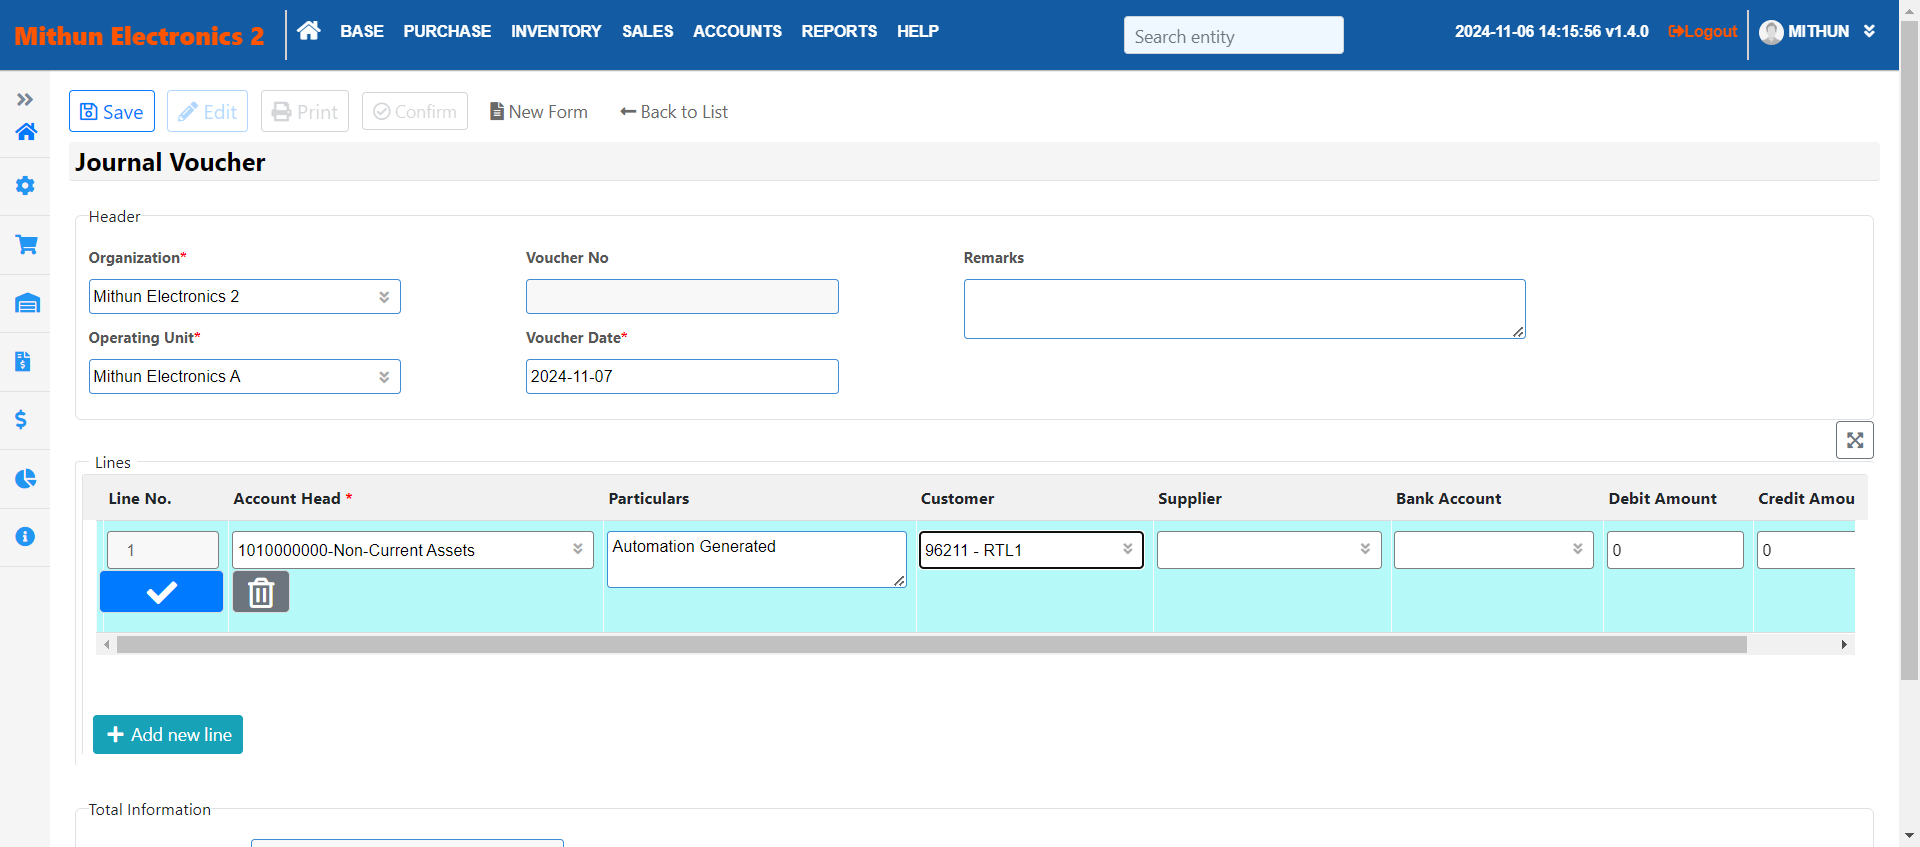 Mithun Electronics 2
BASE PURCHASE INVENTORY SALES ACCOUNTS REPORTS HELP
Search entity
2024-11-06 14:15:56 v1.4.0
Logout
MITHUN
Save
Edit
Print
Confirm
New Form
Back to List
Journal Voucher
Header
Organization*
Voucher No
Remarks
Mithun Electronics 2
Operating Unit*
Voucher Date*
Mithun Electronics A
2024-11-07
Lines
Line No. Account Head * Particulars Customer Supplier Bank Account Debit Amount Credit Amou
1 1010000000-Non-Current Assets Automation Generated 96211 - RTL1 0 0
Add new line
Total Information